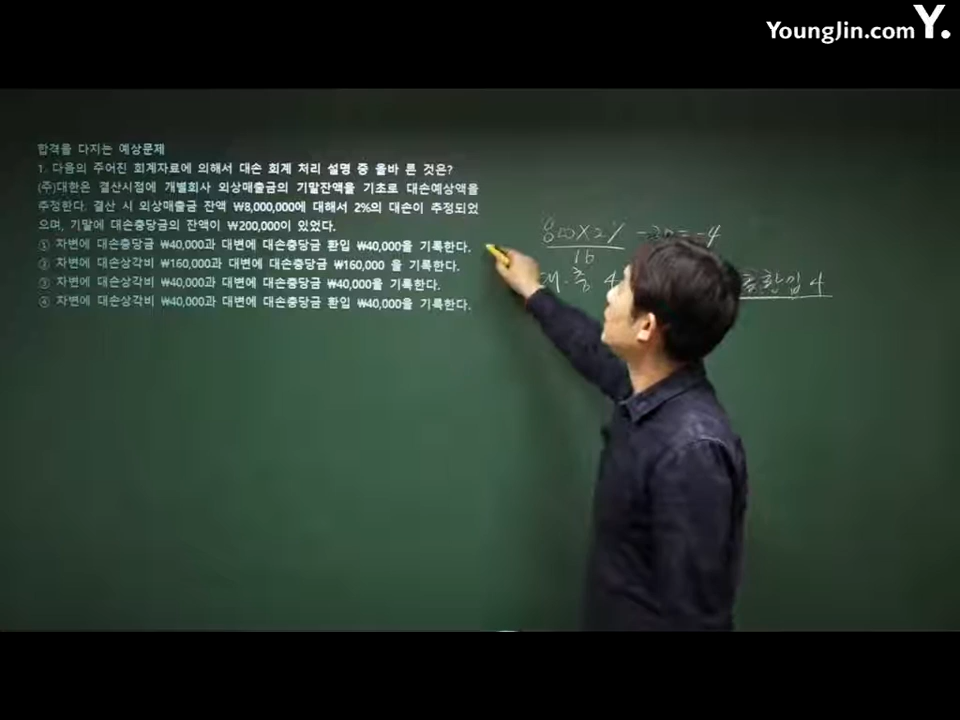 YoungJin.com Y.
합격을 다지는 예상문제
1. 다음의 주어진 회계자료에 의해서 대손 회계 처리 설명 중 올바 른 것은?
(주)대한은 결산시점에 개별회사 외상매출금의 기말잔액을 기초로 대손예상액을
추정한다. 결산 시 외상매출금 잔액 ₩8,000,000에 대해서 2%의 대손이 추정되었
으며, 기말에 대손충당금의 잔액이 ₩200,000이 있었다.
① 차변에 대손충당금 ₩40,000과 대변에 대손충당금 환입 ₩40,000을 기록한다.
② 차변에 대손상각비 ₩160,000과 대변에 대손충당금 ₩160,000 을 기록한다.
③ 차변에 대손상각비 ₩40,000과 대변에 대손충당금 ₩40,000을 기록한다.
④ 차변에 대손상각비 ₩40,000과 대변에 대손충당금 환입 ₩40,000을 기록한다.
800×2% -20=-4
16
대.충 4 충환입 4